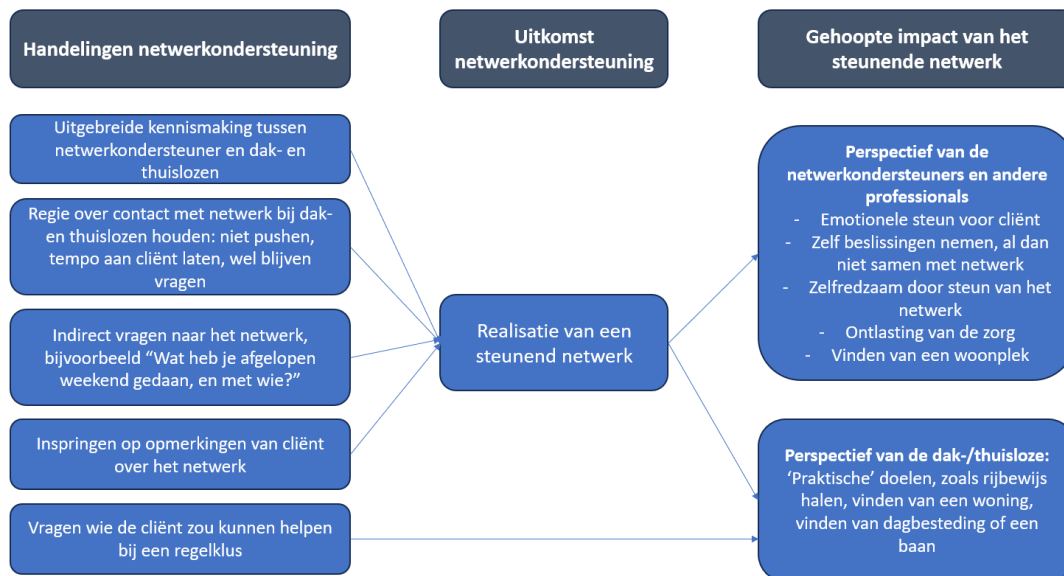 Handelingen netwerkondersteuning
Uitkomst
netwerkondersteuning
Gehoopte impact van het
steunende netwerk
Uitgebreide kennismaking tussen
netwerkondersteuner en dak- en
thuislozen
Regie over contact met netwerk bij dak-
en thuislozen houden: niet pushen,
tempo aan cliënt laten, wel blijven
vragen
Indirect vragen naar het netwerk,
bijvoorbeeld “Wat heb je afgelopen
weekend gedaan, en met wie?”
Inspringen op opmerkingen van cliënt
over het netwerk
Vragen wie de cliënt zou kunnen helpen
bij een regelklus
Realisatie van een
steunend netwerk
Perspectief van de
netwerkondersteuners en andere
professionals
- Emotionele steun voor cliënt
- Zelf beslissingen nemen, al dan
niet samen met netwerk
- Zelfredzaam door steun van het
netwerk
- Ontlasting van de zorg
- Vinden van een woonplek
Perspectief van de dak-/thuisloze:
‘Praktische’ doelen, zoals rijbewijs
halen, vinden van een woning,
vinden van dagbesteding of een
baan